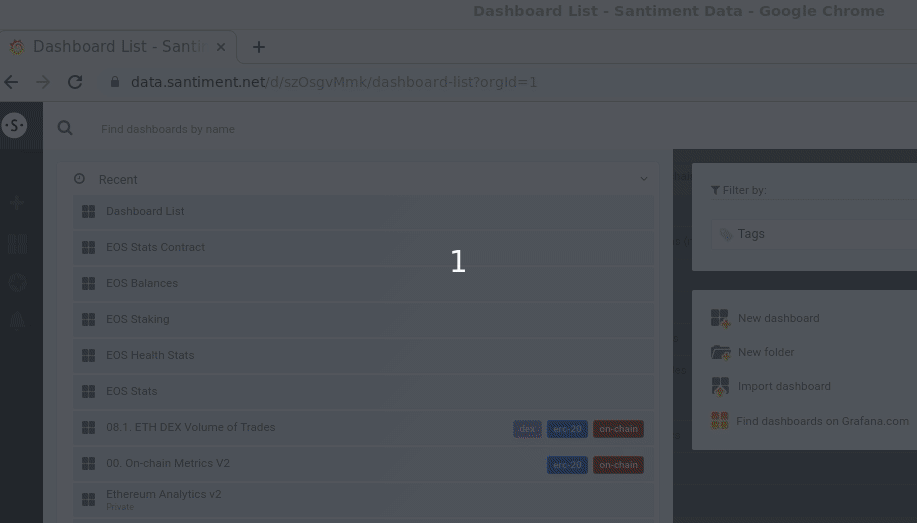 Dashboard List - Santiment Data - Google Chrome
Dashboard List - Santi
data.santiment.net/d/szOsgvMmk/dashboard-list?orgId=1
Find dashboards by name
Recent
Filter by:
Dashboard List
Tags
EOS Stats Contract
1
EOS Balances
EOS Staking
New dashboard
EOS Health Stats
New folder
EOS Stats
Import dashboard
08.1. ETH DEX Volume of Trades dex erc-20 on-chain
Find dashboards on Grafana.com
00. On-chain Metrics V2 erc-20 on-chain
Ethereum Analytics v2
Private